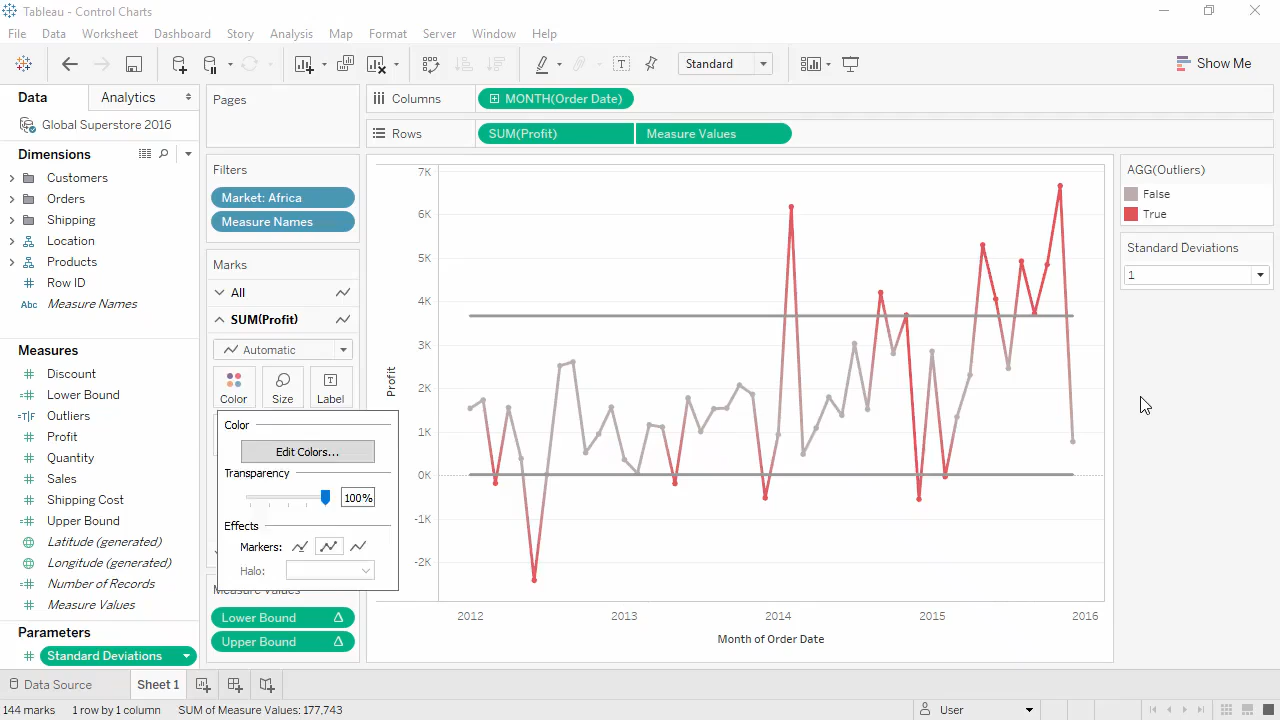 Tableau - Control Charts
File Data Worksheet Dashboard Story Analysis Map Format Server Window Help
Standard
Show Me
Data
Analytics
Global Superstore 2016
Dimensions
Customers
Orders
Shipping
Location
Products
Row ID
Abc Measure Names
Measures
Discount
Lower Bound
Outliers
Profit
Quantity
Sales
Shipping Cost
Upper Bound
Latitude (generated)
Longitude (generated)
Number of Records
Measure Values
Parameters
Standard Deviations
Pages
Filters
Market: Africa
Measure Names
Marks
All
SUM(Profit)
Automatic
Color Size Label
Color
Edit Colors...
Transparency
100%
Effects
Markers:
Halo:
Measure Values
Lower Bound
Upper Bound
Columns
MONTH(Order Date)
Rows
SUM(Profit) Measure Values
7K
6K
5K
4K
3K
2K
1K
0K
-1K
-2K
Profit
2012 2013 2014 2015 2016
Month of Order Date
AGG(Outliers)
False
True
Standard Deviations
1
Data Source
Sheet 1
144 marks 1 row by 1 column SUM of Measure Values: 177,743
User